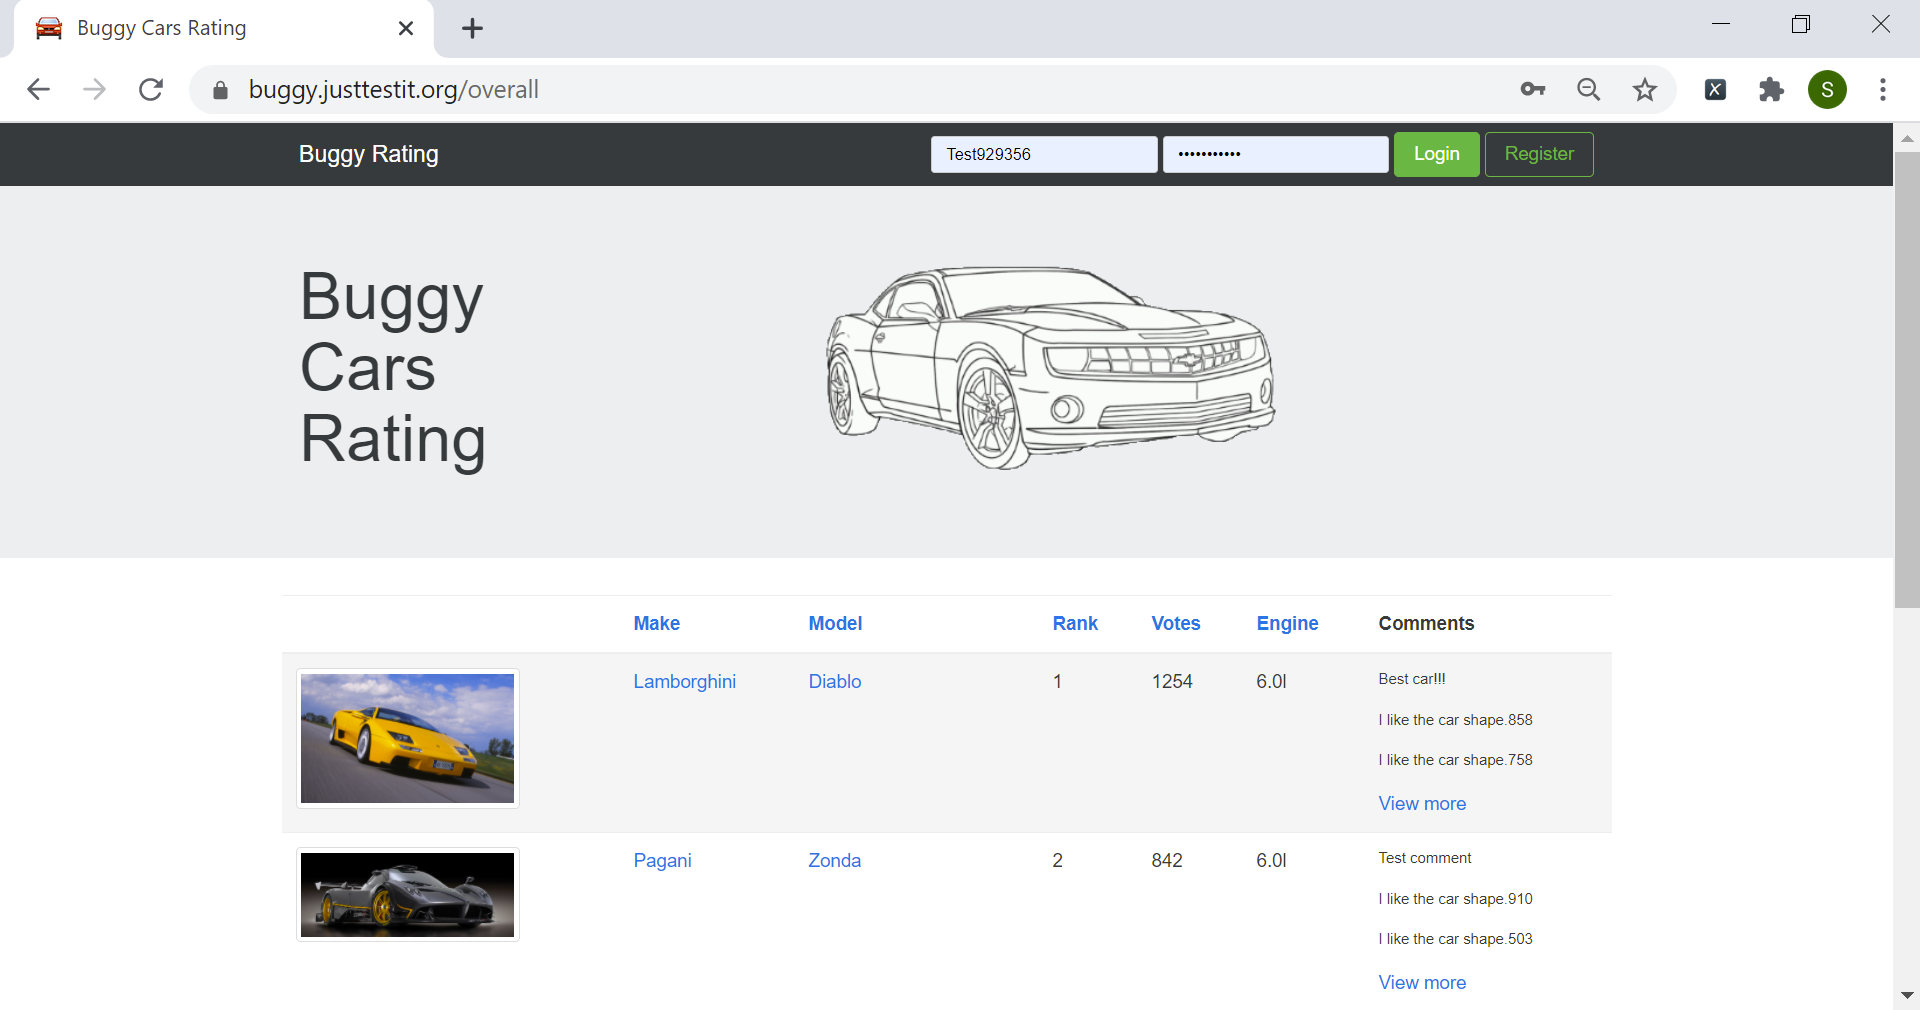 Buggy Cars Rating
buggy.justtestit.org/overall
X
S
Buggy Rating
Test929356
•••••••••••
Login
Register
Buggy
Cars
Rating
Make Model Rank Votes Engine Comments
Lamborghini Diablo 1 1254 6.0l
Best car!!!
I like the car shape.858
I like the car shape.758
View more
Pagani Zonda 2 842 6.0l
Test comment
I like the car shape.910
I like the car shape.503
View more